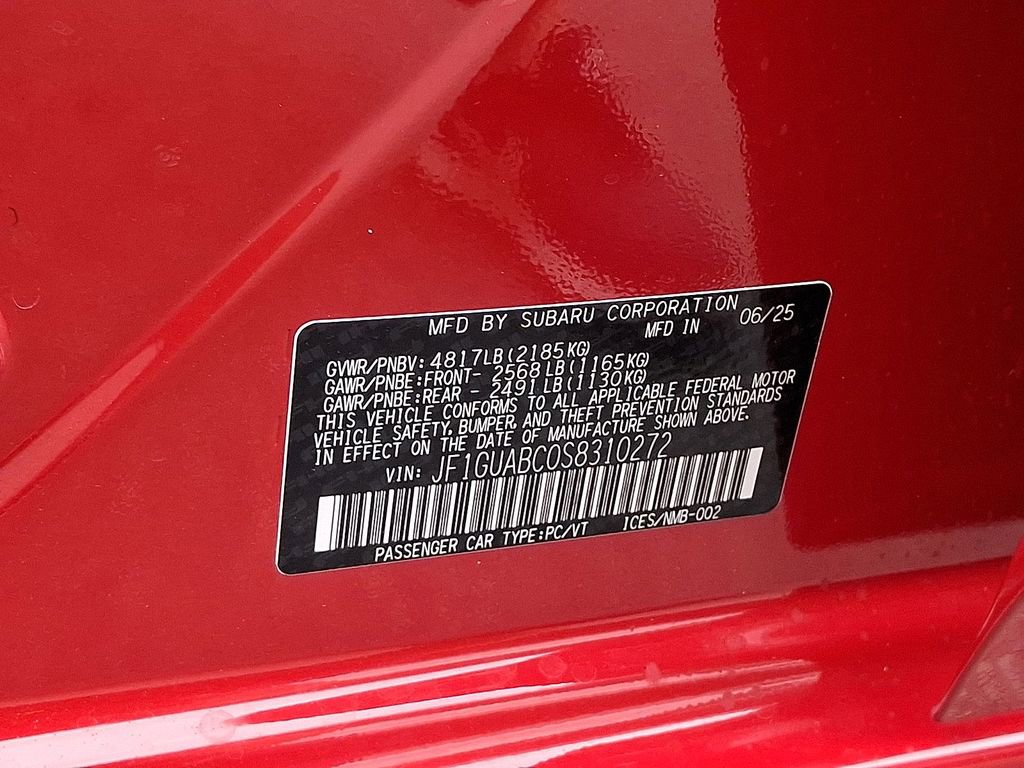 MFD BY SUBARU CORPORATION
MFD IN 06/25
GVWR/PNBV: 4817LB(2185KG)
GAWR/PNBE:FRONT- 2568LB(1165KG)
GAWR/PNBE:REAR - 2491LB(1130KG)
THIS VEHICLE CONFORMS TO ALL APPLICABLE FEDERAL MOTOR
VEHICLE SAFETY, BUMPER, AND THEFT PREVENTION STANDARDS
IN EFFECT ON THE DATE OF MANUFACTURE SHOWN ABOVE.
VIN: JF1GUABC0S8310272
PASSENGER CAR TYPE:PC/VT ICES/NMB-002